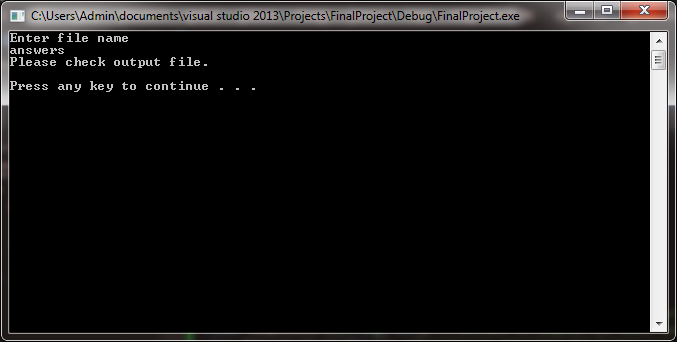 C:\Users\Admin\documents\visual studio 2013\Projects\FinalProject\Debug\FinalProject.exe
Enter file name
answers
Please check output file.
Press any key to continue . . .